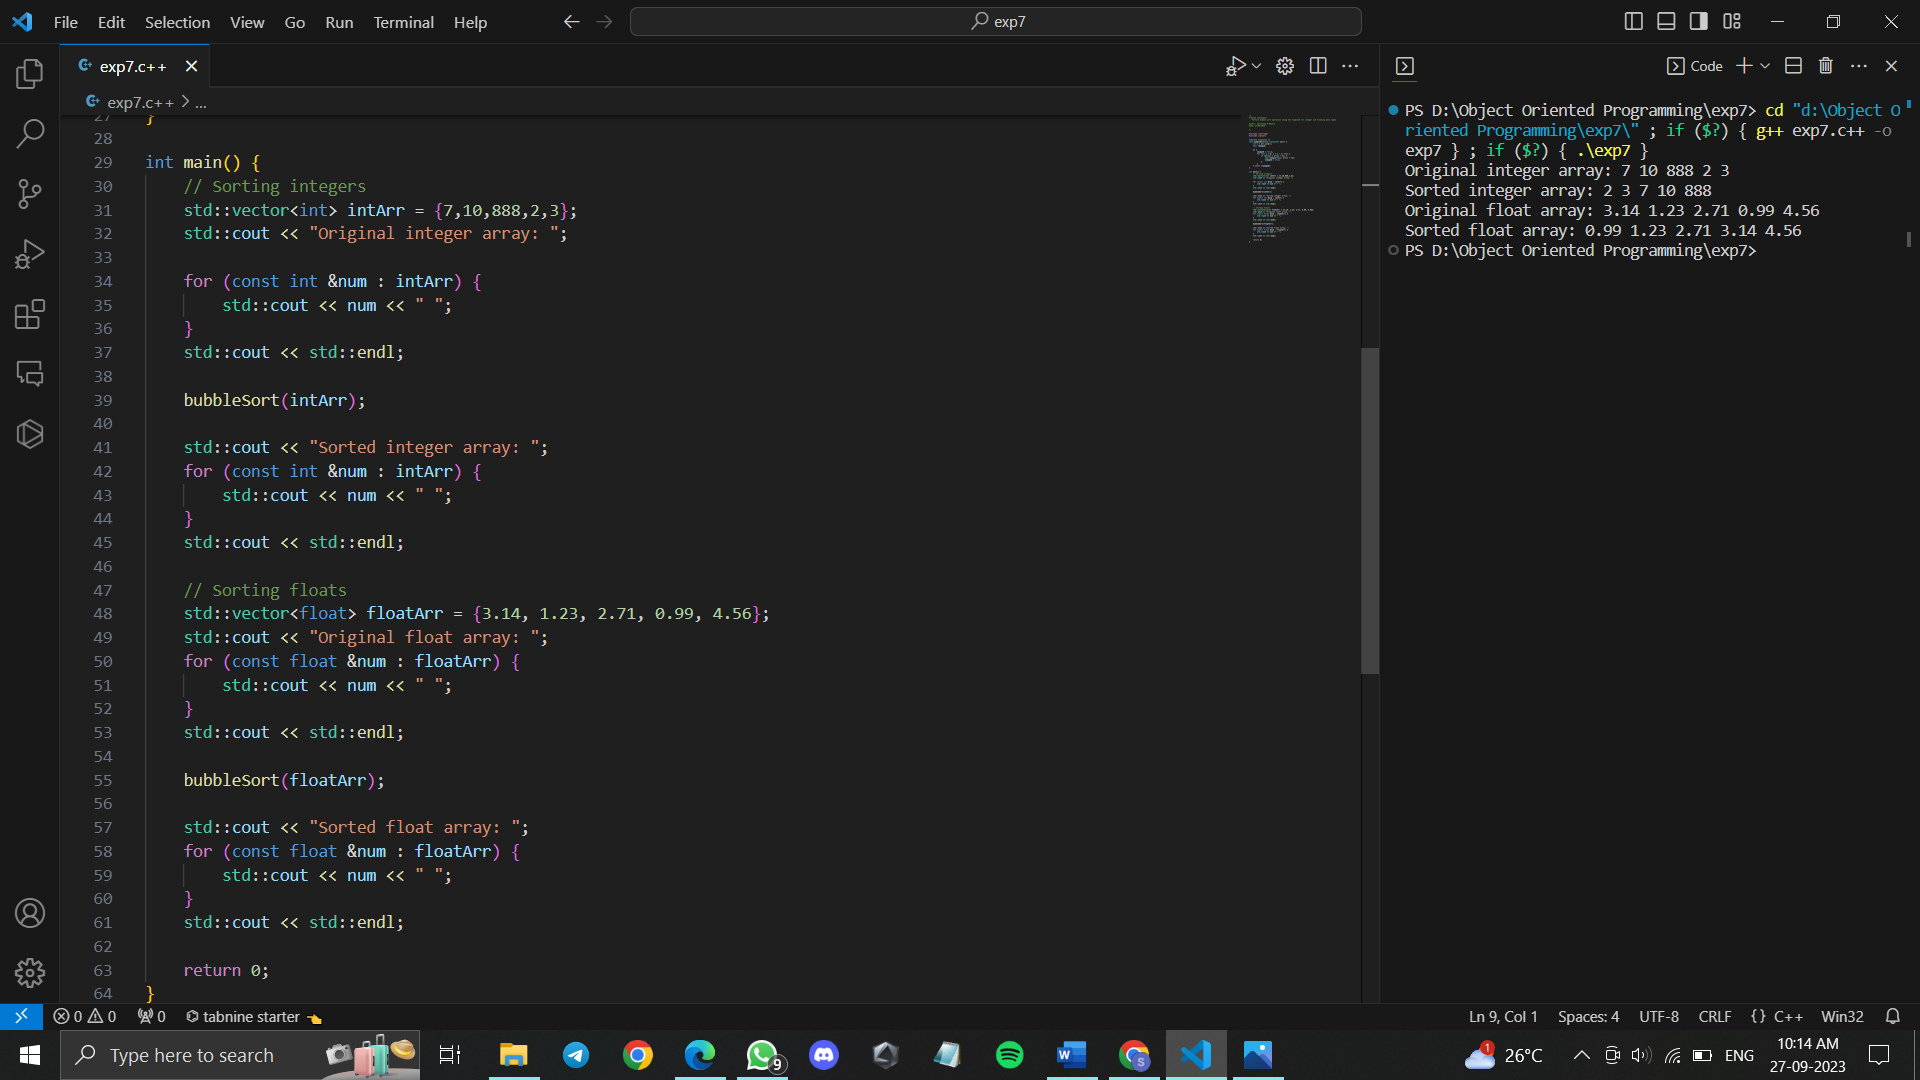 File Edit Selection View Go Run Terminal Help
exp7
exp7.c++
exp7.c++ > ...
27 }
28
29 int main() {
30 // Sorting integers
31 std::vector<int> intArr = {7,10,888,2,3};
32 std::cout << "Original integer array: ";
33
34 for (const int &num : intArr) {
35 std::cout << num << " ";
36 }
37 std::cout << std::endl;
38
39 bubbleSort(intArr);
40
41 std::cout << "Sorted integer array: ";
42 for (const int &num : intArr) {
43 std::cout << num << " ";
44 }
45 std::cout << std::endl;
46
47 // Sorting floats
48 std::vector<float> floatArr = {3.14, 1.23, 2.71, 0.99, 4.56};
49 std::cout << "Original float array: ";
50 for (const float &num : floatArr) {
51 std::cout << num << " ";
52 }
53 std::cout << std::endl;
54
55 bubbleSort(floatArr);
56
57 std::cout << "Sorted float array: ";
58 for (const float &num : floatArr) {
59 std::cout << num << " ";
60 }
61 std::cout << std::endl;
62
63 return 0;
64 }
Code
PS D:\Object Oriented Programming\exp7> cd "d:\Object O
riented Programming\exp7\" ; if ($?) { g++ exp7.c++ -o
exp7 } ; if ($?) { .\exp7 }
Original integer array: 7 10 888 2 3
Sorted integer array: 2 3 7 10 888
Original float array: 3.14 1.23 2.71 0.99 4.56
Sorted float array: 0.99 1.23 2.71 3.14 4.56
PS D:\Object Oriented Programming\exp7>
0 0 0 tabnine starter
Ln 9, Col 1 Spaces: 4 UTF-8 CRLF {} C++ Win32
Type here to search
9
1
26°C
ENG
10:14 AM
27-09-2023